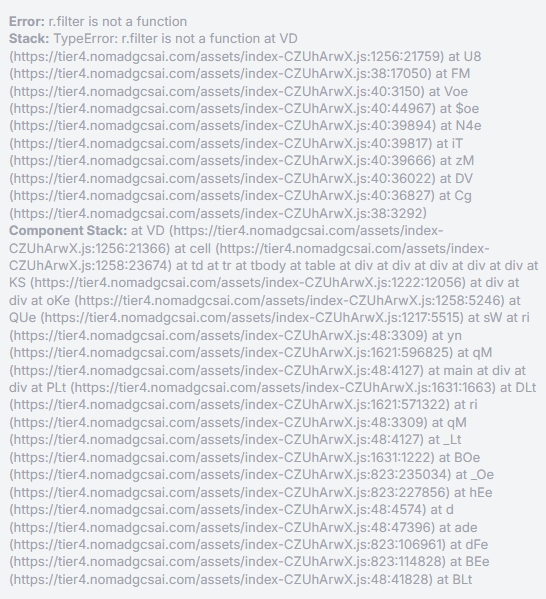 Error: r.filter is not a function
Stack: TypeError: r.filter is not a function at VD
(https://tier4.nomadgcsai.com/assets/index-CZUhArwX.js:1256:21759) at U8
(https://tier4.nomadgcsai.com/assets/index-CZUhArwX.js:38:17050) at FM
(https://tier4.nomadgcsai.com/assets/index-CZUhArwX.js:40:3150) at Voe
(https://tier4.nomadgcsai.com/assets/index-CZUhArwX.js:40:44967) at $oe
(https://tier4.nomadgcsai.com/assets/index-CZUhArwX.js:40:39894) at N4e
(https://tier4.nomadgcsai.com/assets/index-CZUhArwX.js:40:39817) at iT
(https://tier4.nomadgcsai.com/assets/index-CZUhArwX.js:40:39666) at zM
(https://tier4.nomadgcsai.com/assets/index-CZUhArwX.js:40:36022) at DV
(https://tier4.nomadgcsai.com/assets/index-CZUhArwX.js:40:36827) at Cg
(https://tier4.nomadgcsai.com/assets/index-CZUhArwX.js:38:3292)
Component Stack: at VD (https://tier4.nomadgcsai.com/assets/index-
CZUhArwX.js:1256:21366) at cell (https://tier4.nomadgcsai.com/assets/index-
CZUhArwX.js:1258:23674) at td at tr at tbody at table at div at div at div at div at div at
KS (https://tier4.nomadgcsai.com/assets/index-CZUhArwX.js:1222:12056) at div at
div at oKe (https://tier4.nomadgcsai.com/assets/index-CZUhArwX.js:1258:5246) at
QUe (https://tier4.nomadgcsai.com/assets/index-CZUhArwX.js:1217:5515) at sW at ri
(https://tier4.nomadgcsai.com/assets/index-CZUhArwX.js:48:3309) at yn
(https://tier4.nomadgcsai.com/assets/index-CZUhArwX.js:1621:596825) at qM
(https://tier4.nomadgcsai.com/assets/index-CZUhArwX.js:48:4127) at main at div at
div at PLt (https://tier4.nomadgcsai.com/assets/index-CZUhArwX.js:1631:1663) at DLt
(https://tier4.nomadgcsai.com/assets/index-CZUhArwX.js:1621:571322) at ri
(https://tier4.nomadgcsai.com/assets/index-CZUhArwX.js:48:3309) at qM
(https://tier4.nomadgcsai.com/assets/index-CZUhArwX.js:48:4127) at _Lt
(https://tier4.nomadgcsai.com/assets/index-CZUhArwX.js:1631:1222) at BOe
(https://tier4.nomadgcsai.com/assets/index-CZUhArwX.js:823:235034) at _Oe
(https://tier4.nomadgcsai.com/assets/index-CZUhArwX.js:823:227856) at hEe
(https://tier4.nomadgcsai.com/assets/index-CZUhArwX.js:48:4574) at d
(https://tier4.nomadgcsai.com/assets/index-CZUhArwX.js:48:47396) at ade
(https://tier4.nomadgcsai.com/assets/index-CZUhArwX.js:823:106961) at dFe
(https://tier4.nomadgcsai.com/assets/index-CZUhArwX.js:823:114828) at BEe
(https://tier4.nomadgcsai.com/assets/index-CZUhArwX.js:48:41828) at BLt